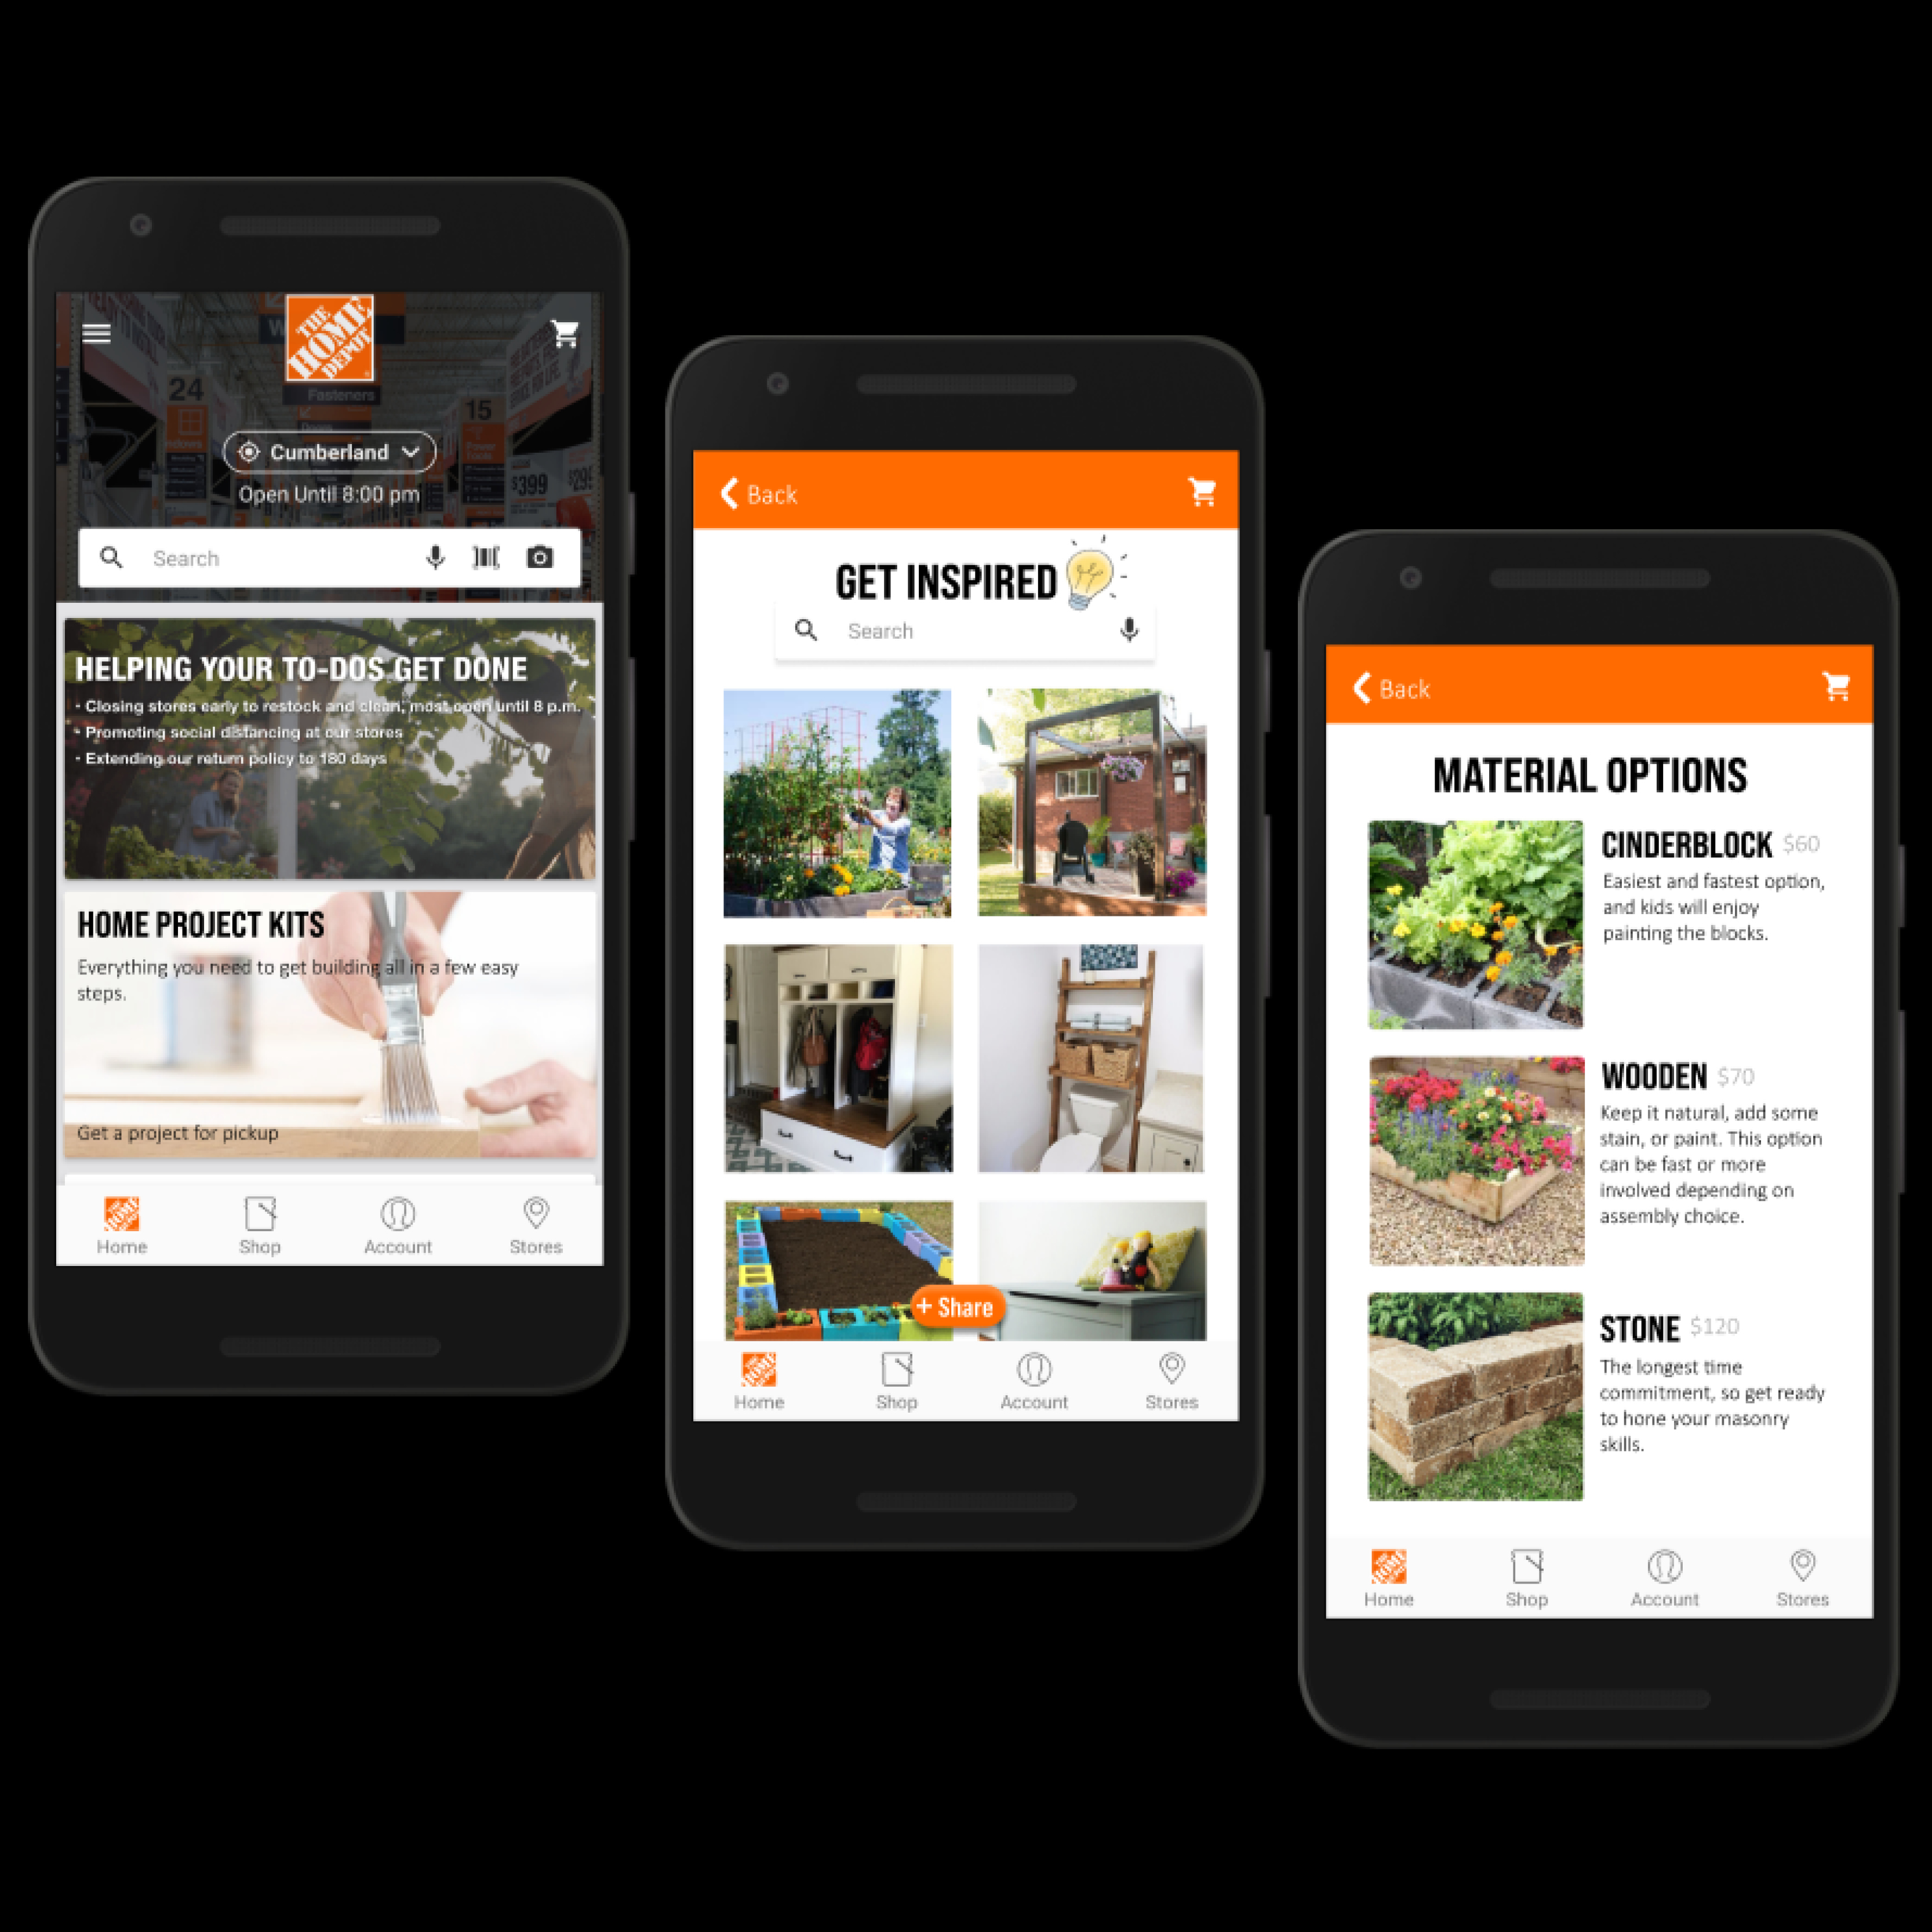 THE
HOME
DEPOT
24
Fasteners
15
Power
Tools
$399
Cumberland
Open Until 8:00 pm
Search
HELPING YOUR TO-DOS GET DONE
- Closing stores early to restock and clean, most open until 8 p.m.
- Promoting social distancing at our stores
- Extending our return policy to 180 days
HOME PROJECT KITS
Everything you need to get building all in a few easy
steps.
Get a project for pickup
Home
Shop
Account
Stores
Back
GET INSPIRED
Search
+ Share
Home
Shop
Account
Stores
Back
MATERIAL OPTIONS
CINDERBLOCK $60
Easiest and fastest option,
and kids will enjoy
painting the blocks.
WOODEN $70
Keep it natural, add some
stain, or paint. This option
can be fast or more
involved depending on
assembly choice.
STONE $120
The longest time
commitment, so get ready
to hone your masonry
skills.
Home
Shop
Account
Stores